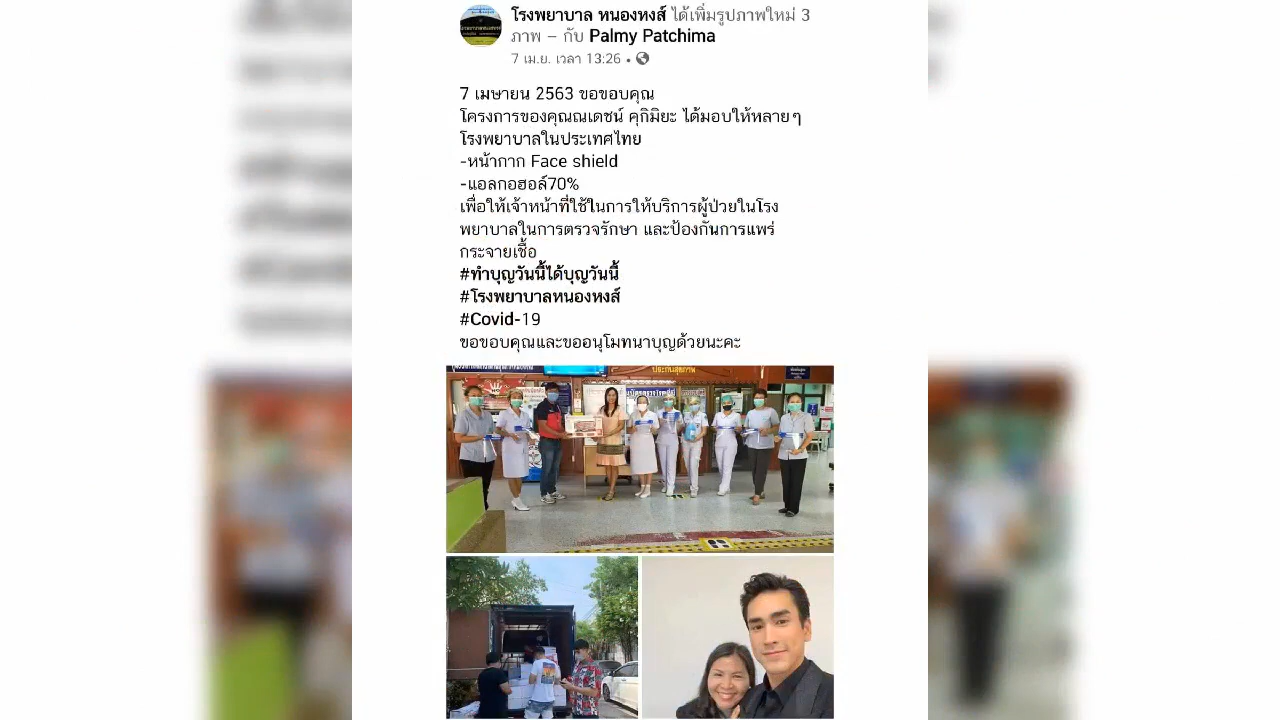 โรงพยาบาล หนองหงส์ ได้เพิ่มรูปภาพใหม่ 3
ภาพ — กับ Palmy Patchima
7 เม.ย. เวลา 13:26 •
7 เมษายน 2563 ขอขอบคุณ
โครงการของคุณณเดชน์ คุกิมิยะ ได้มอบให้หลายๆ
โรงพยาบาลในประเทศไทย
-หน้ากาก Face shield
-แอลกอฮอล์70%
เพื่อให้เจ้าหน้าที่ใช้ในการให้บริการผู้ป่วยในโรง
พยาบาลในการตรวจรักษา และป้องกันการแพร่
กระจายเชื้อ
#ทำบุญวันนี้ได้บุญวันนี้
#โรงพยาบาลหนองหงส์
#Covid-19
ขอขอบคุณและขออนุโมทนาบุญด้วยนะคะ
ประกันสุขภาพ